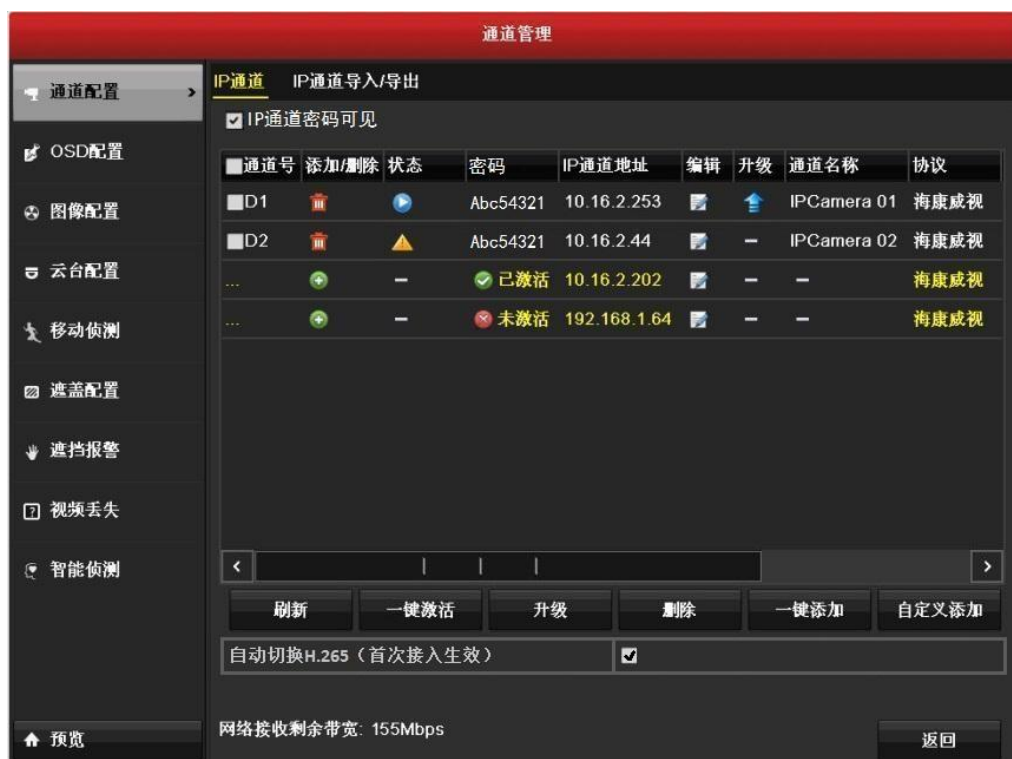 通道管理
通道配置
OSD配置
图像配置
云台配置
移动侦测
遮盖配置
遮挡报警
视频丢失
智能侦测
预览
IP通道 IP通道导入/导出
IP通道密码可见
通道号 添加/删除 状态 密码 IP通道地址 编辑 升级 通道名称 协议
D1 Abc54321 10.16.2.253 IPCamera 01 海康威视
D2 Abc54321 10.16.2.44 – IPCamera 02 海康威视
... – 已激活 10.16.2.202 – – 海康威视
... – 未激活 192.168.1.64 – – 海康威视
刷新 一键激活 升级 删除 一键添加 自定义添加
自动切换H.265（首次接入生效）
网络接收剩余带宽: 155Mbps
返回